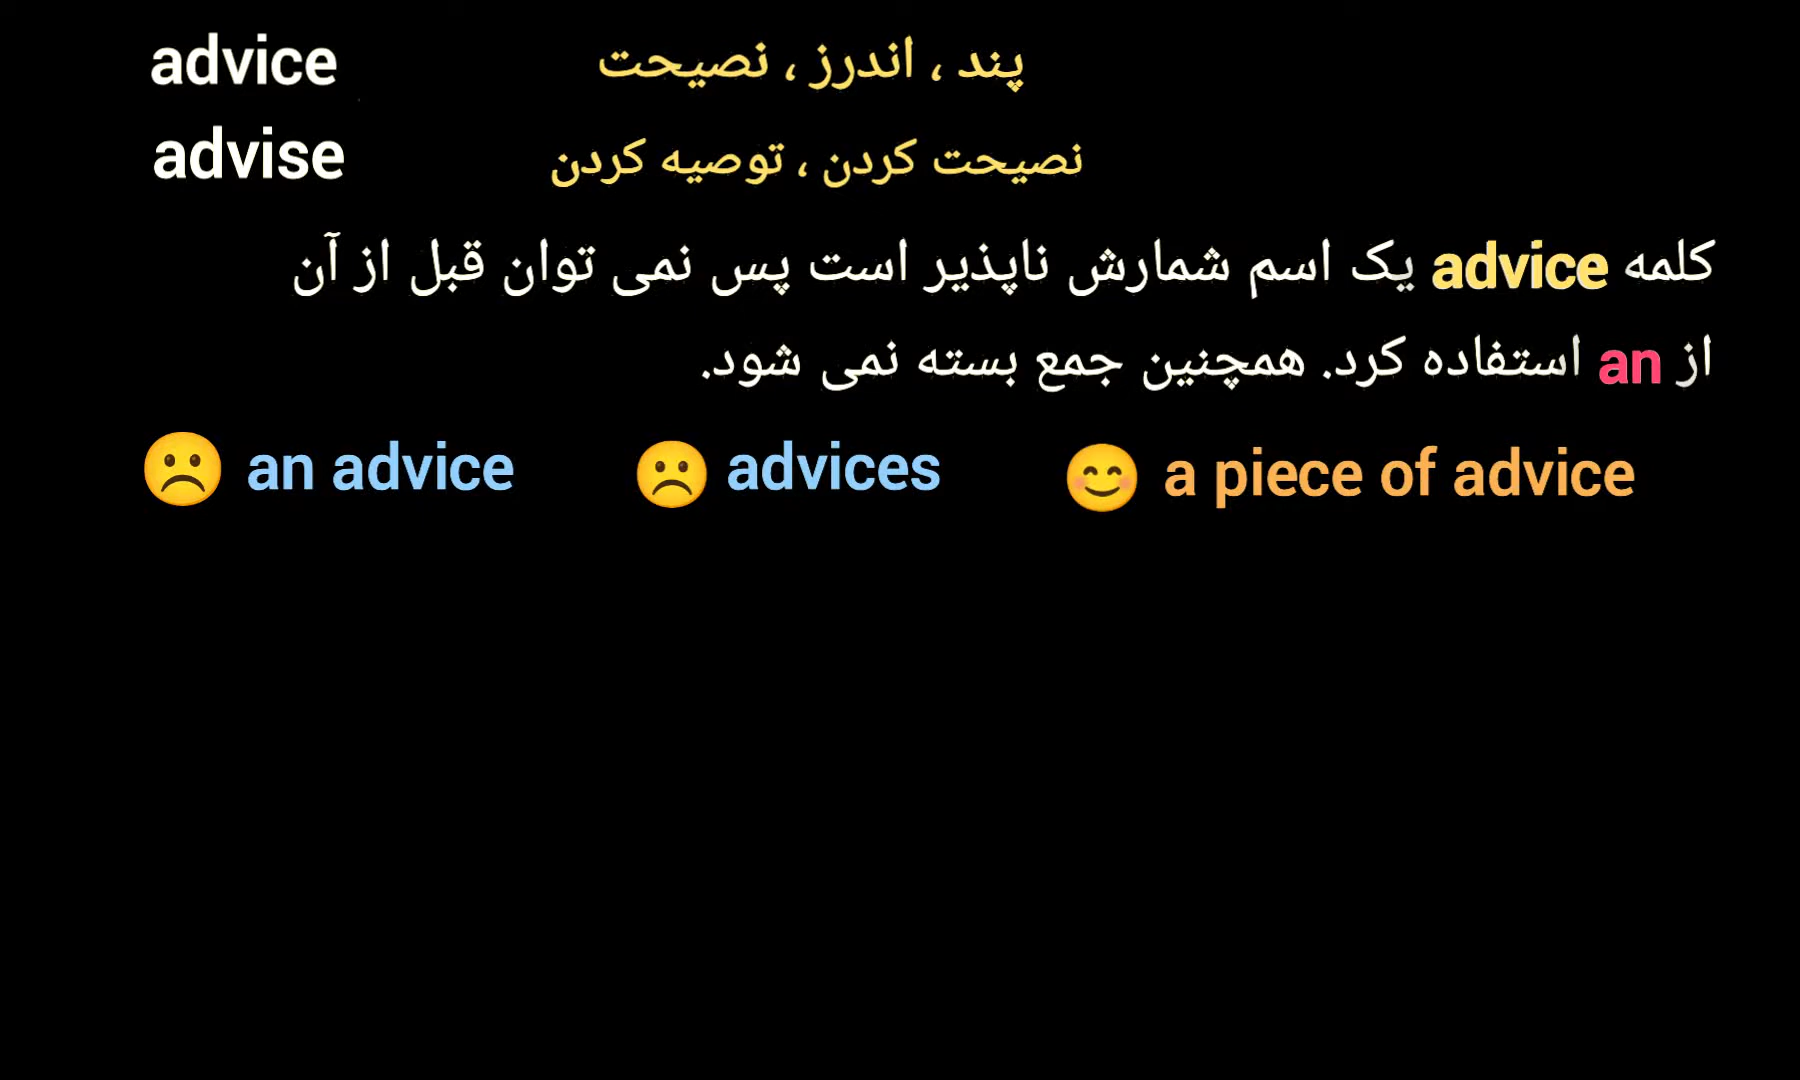 advice پند ، اندرز ، نصیحت
advise نصیحت کردن ، توصیه کردن
کلمه advice یک اسم شمارش ناپذیر است پس نمی توان قبل از آن
از an استفاده کرد. همچنین جمع بسته نمی شود.
☹️ an advice ☹️ advices 😊 a piece of advice